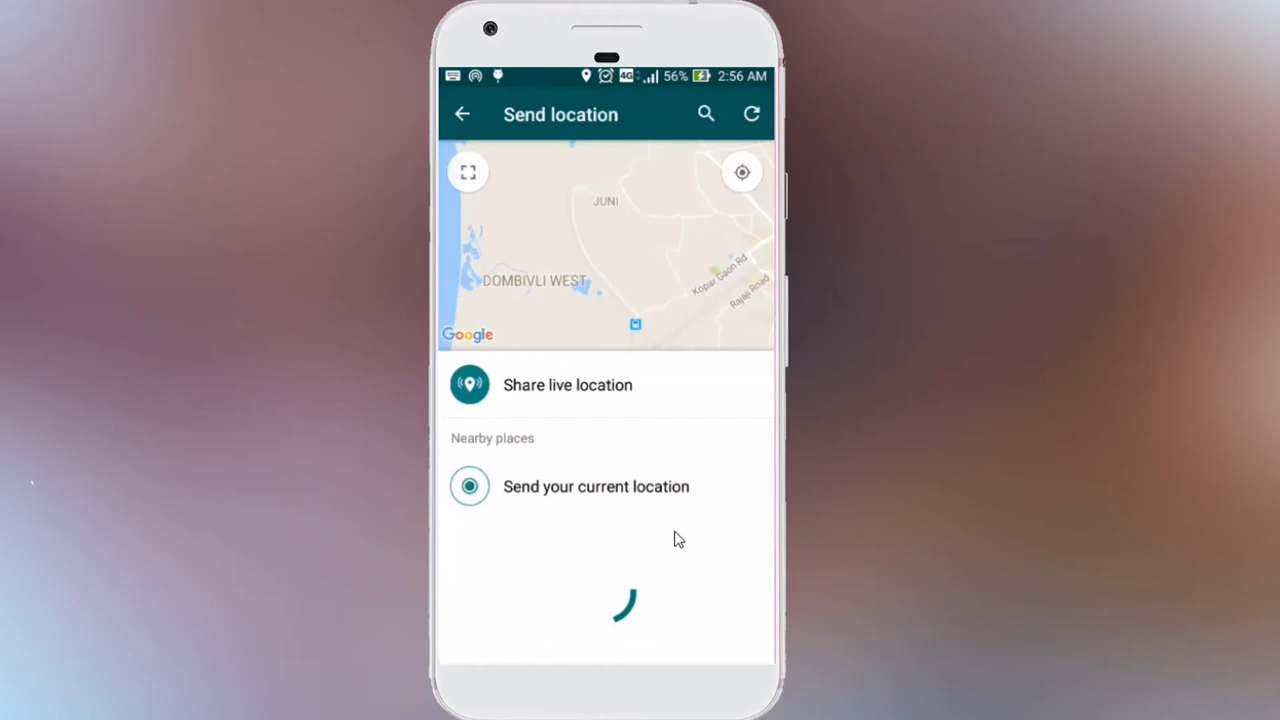 4G 56% 2:56 AM
Send location
JUNI
DOMBIVLI WEST
Kopar Gaon Rd
Rajaji Road
Google
Share live location
Nearby places
Send your current location